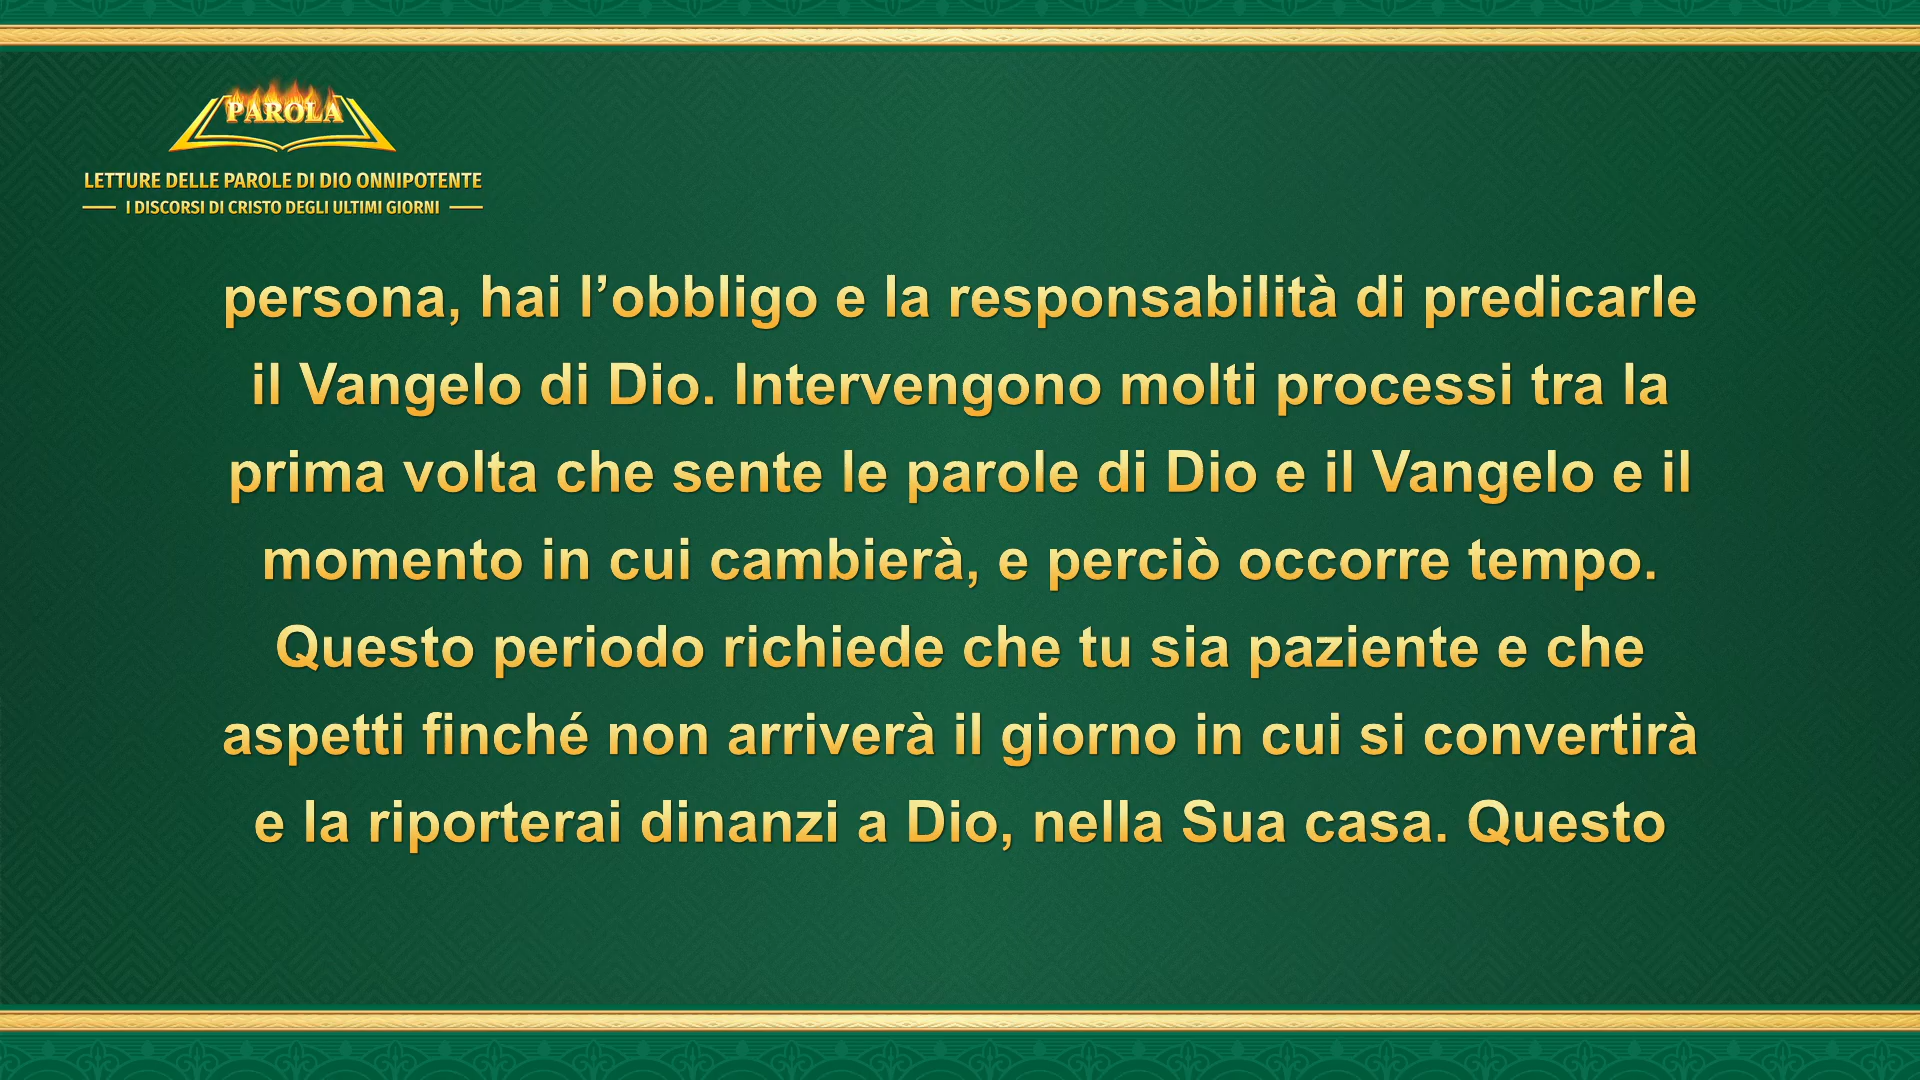 PAROLA
LETTURE DELLE PAROLE DI DIO ONNIPOTENTE
I DISCORSI DI CRISTO DEGLI ULTIMI GIORNI
persona, hai l’obbligo e la responsabilità di predicarle
il Vangelo di Dio. Intervengono molti processi tra la
prima volta che sente le parole di Dio e il Vangelo e il
momento in cui cambierà, e perciò occorre tempo.
Questo periodo richiede che tu sia paziente e che
aspetti finché non arriverà il giorno in cui si convertirà
e la riporterai dinanzi a Dio, nella Sua casa. Questo